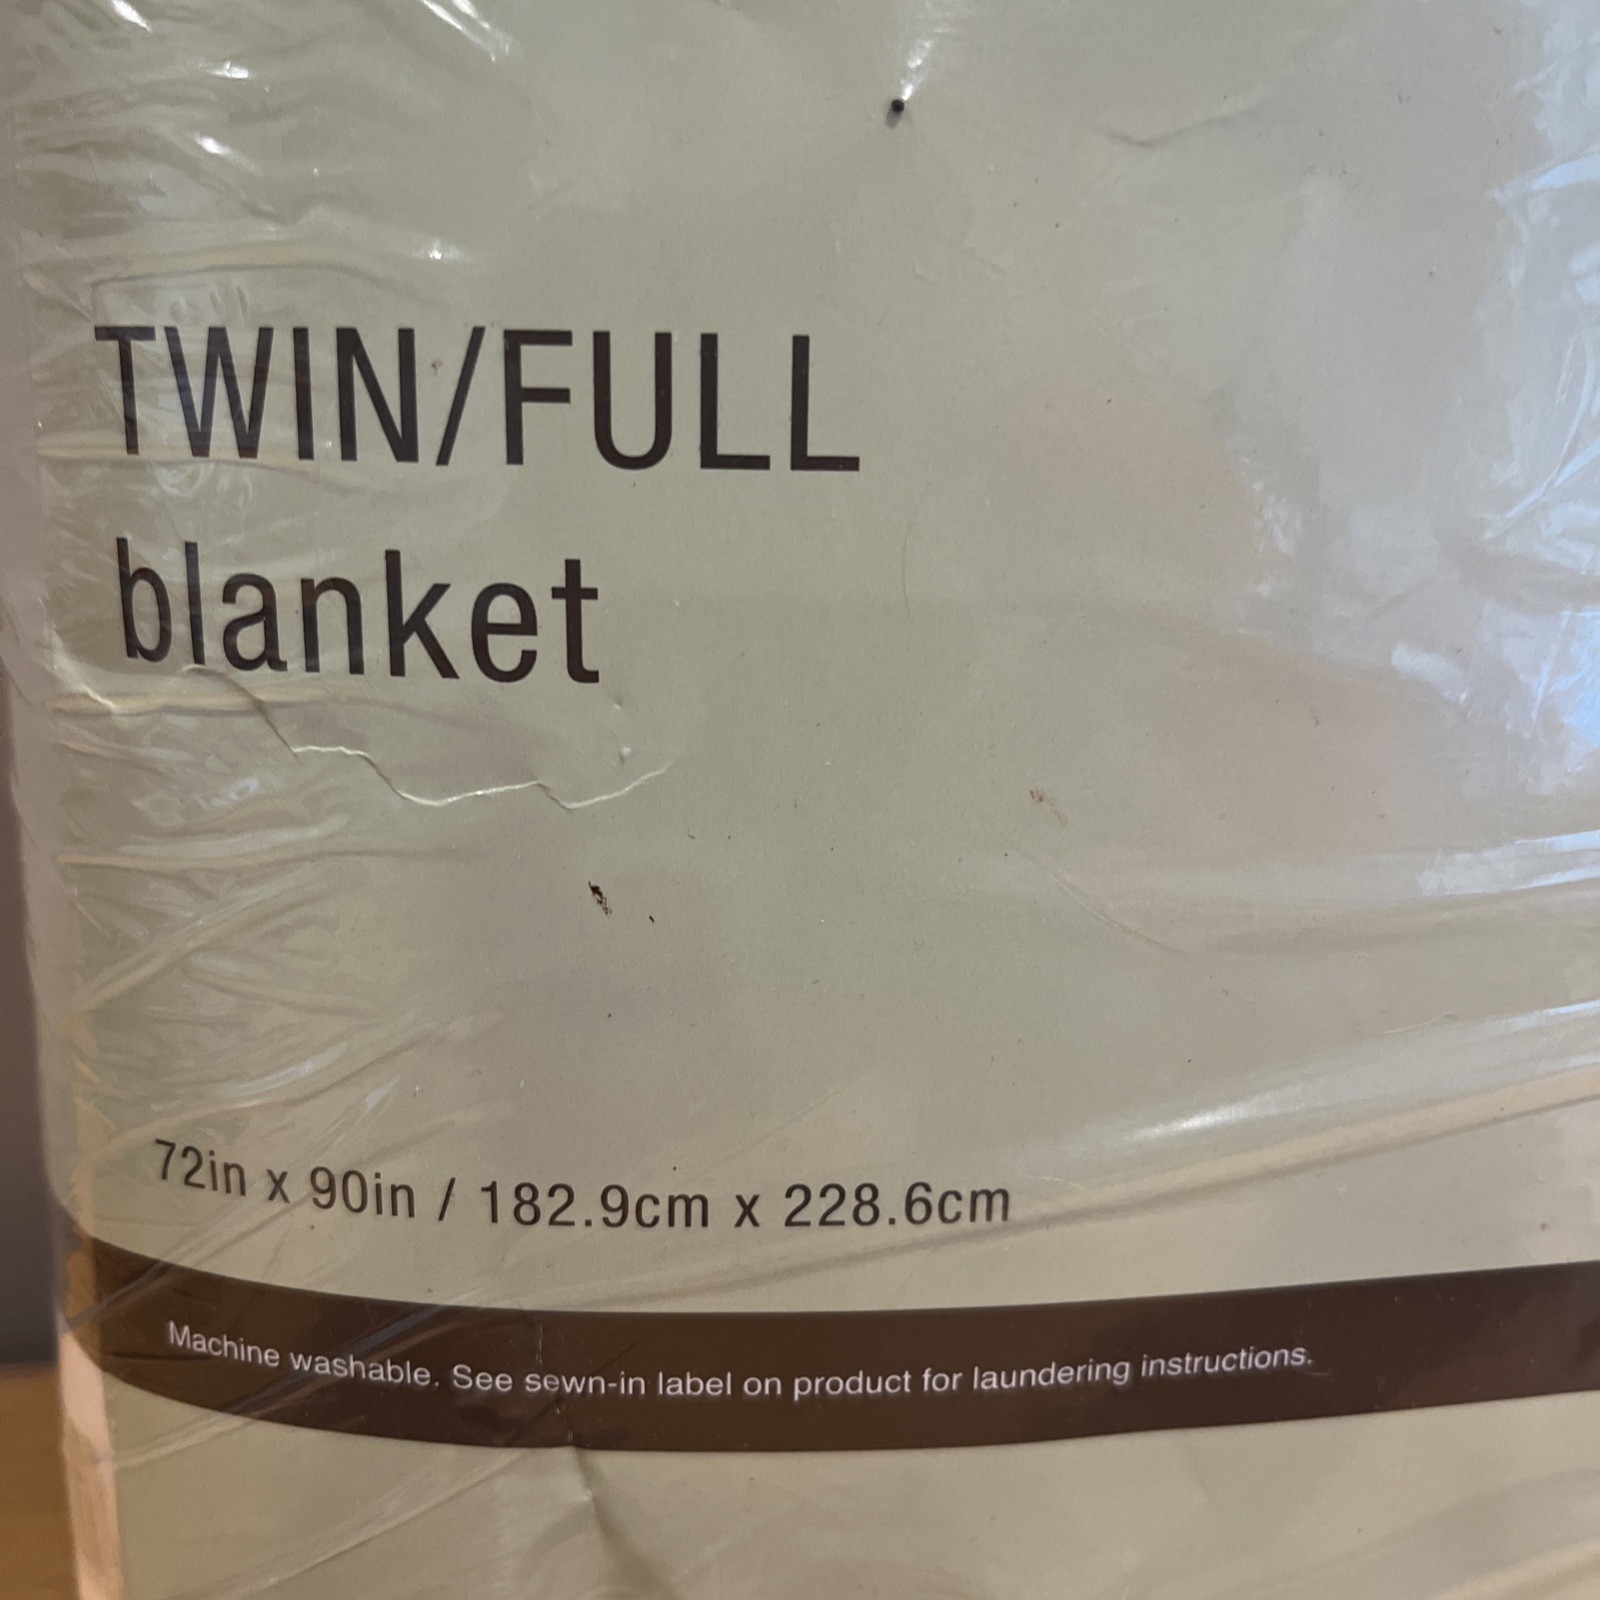 TWIN/FULL
blanket
72in x 90in / 182.9cm x 228.6cm
Machine washable. See sewn-in label on product for laundering instructions.